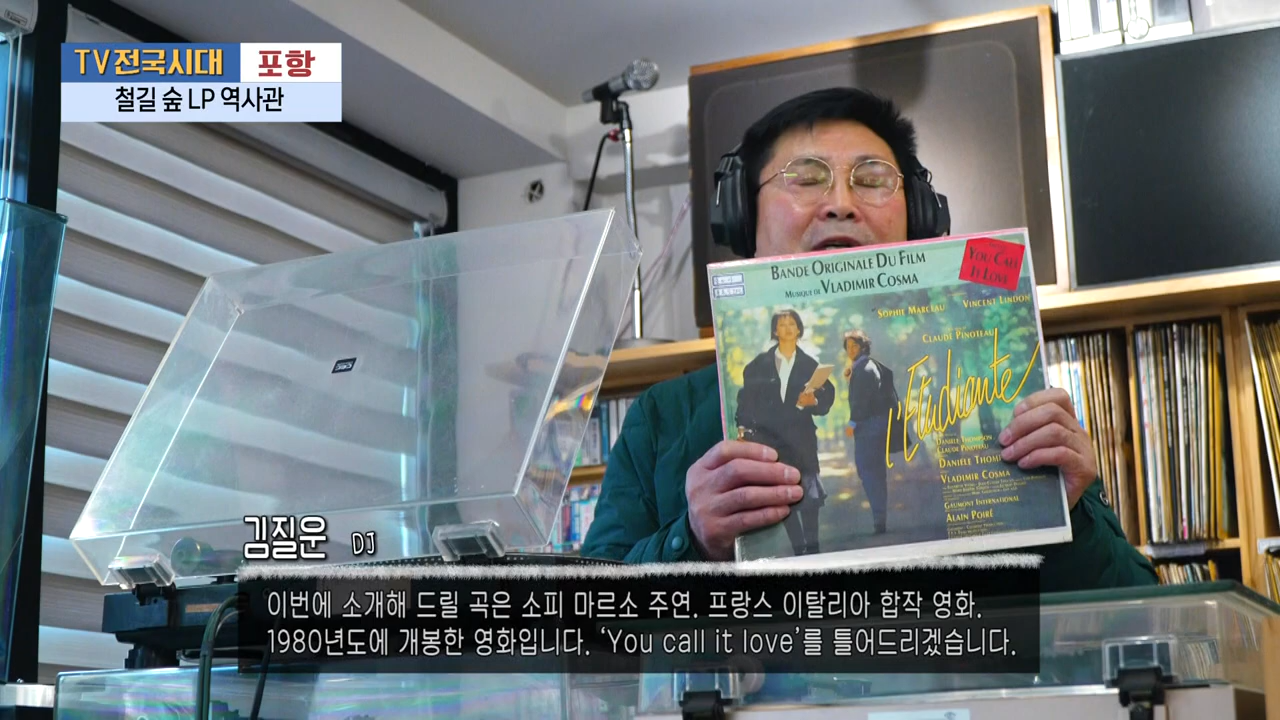 TV전국시대 포항
철길 숲 LP 역사관
BANDE ORIGINALE DU FILM
MUSIQUE DE VLADIMIR COSMA
YOU CALL
IT LOVE
SOPHIE MARCEAU VINCENT LINDON
CLAUDE PINOTEAU
l'Etudiante
DANIÈLE THOMPSON
CLAUDE PINOTEAU
DANIÈLE THOMP
VLADIMIR COSMA
GAUMONT INTERNATIONAL
ALAIN POIRÉ
김질운 DJ
이번에 소개해 드릴 곡은 소피 마르소 주연. 프랑스 이탈리아 합작 영화.
1980년도에 개봉한 영화입니다. ‘You call it love’를 틀어드리겠습니다.